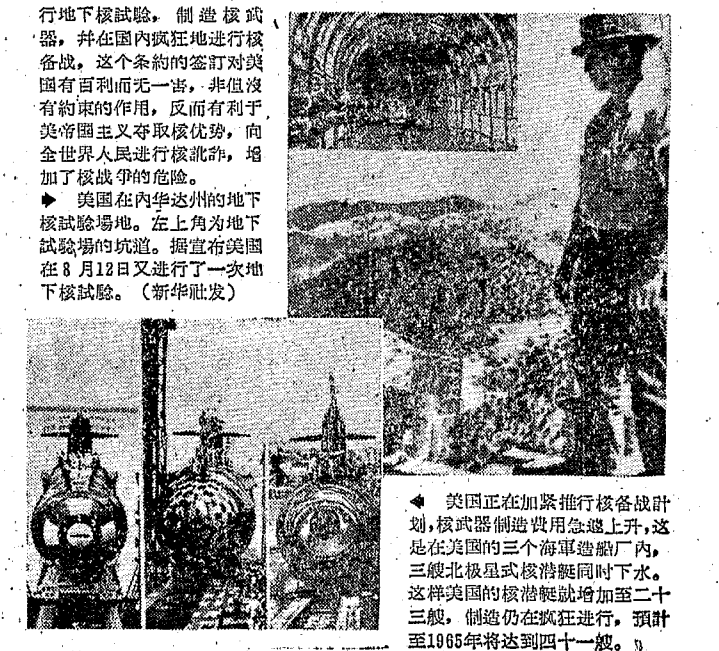 行地下核試驗，制造核武
器，幷在国内疯狂地进行核
备战，这个条約的签訂对美
国有百利而无一害，非但沒
有約束的作用，反而有利于
美帝國主义夺取核优势，向
全世界人民进行核訛詐，增
加了核战争的危险。
➧ 美国在內华达州的地下
核試驗場地。左上角为地下
試驗場的坑道。据宣布美国
在8月12日又进行了一次地
下核試驗。（新华社发）
美国正在加紧推行核备战計
划，核武器制造費用急趨上升，这
是在美国的三个海軍造船厂内，
三艘北极星式核潜艇同时下水。
这样美国的核潜艇就增加至二十
三艘，制造仍在疯狂进行，預計
至1965年将达到四十一艘。